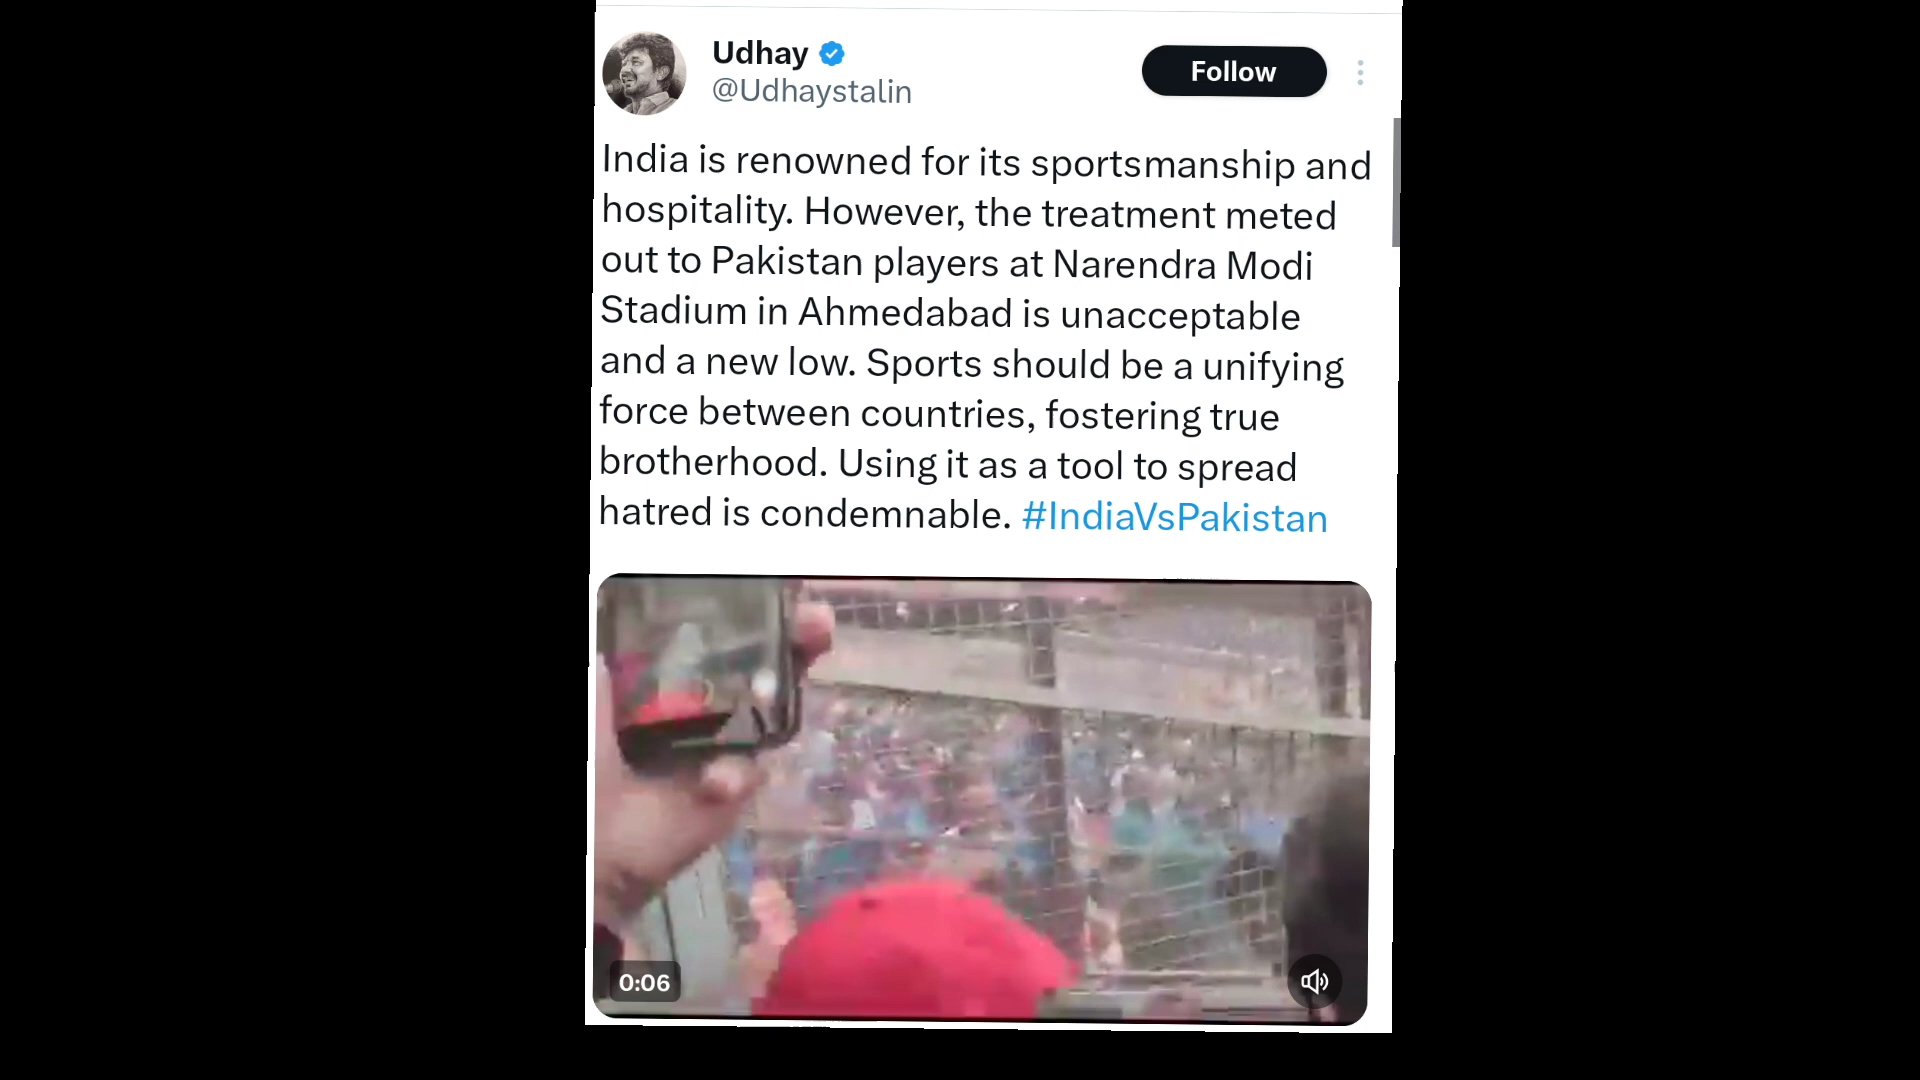 Udhay
Follow
@Udhaystalin
India is renowned for its sportsmanship and
hospitality. However, the treatment meted
out to Pakistan players at Narendra Modi
Stadium in Ahmedabad is unacceptable
and a new low. Sports should be a unifying
force between countries, fostering true
brotherhood. Using it as a tool to spread
hatred is condemnable. #IndiaVsPakistan
0:06